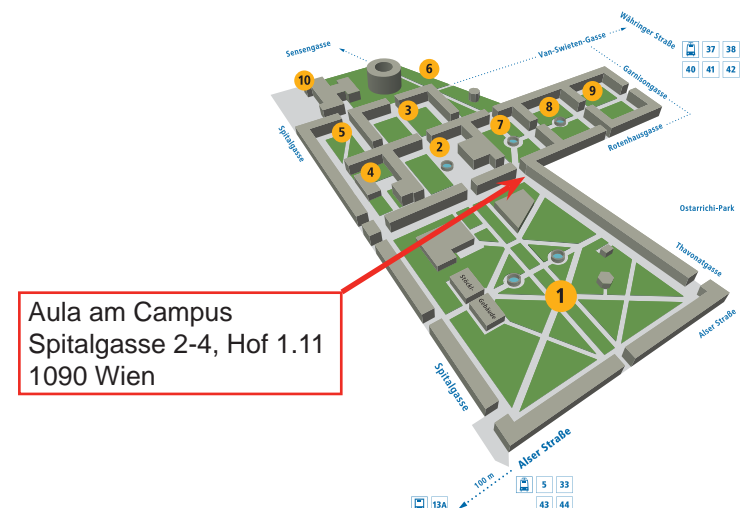 Währinger Straße
37 38
40 41 42
Sensengasse
Van-Swieten-Gasse
Garnisongasse
6
10
9
8
3
7
5
2
Spitalgasse
Rotenhausgasse
4
Ostarrichi-Park
Thavonatgasse
Stöckl-
Gebäude
1
Aula am Campus
Spitalgasse 2-4, Hof 1.11
1090 Wien
Alser Straße
Spitalgasse
Alser Straße
100 m
5 33
43 44
13A